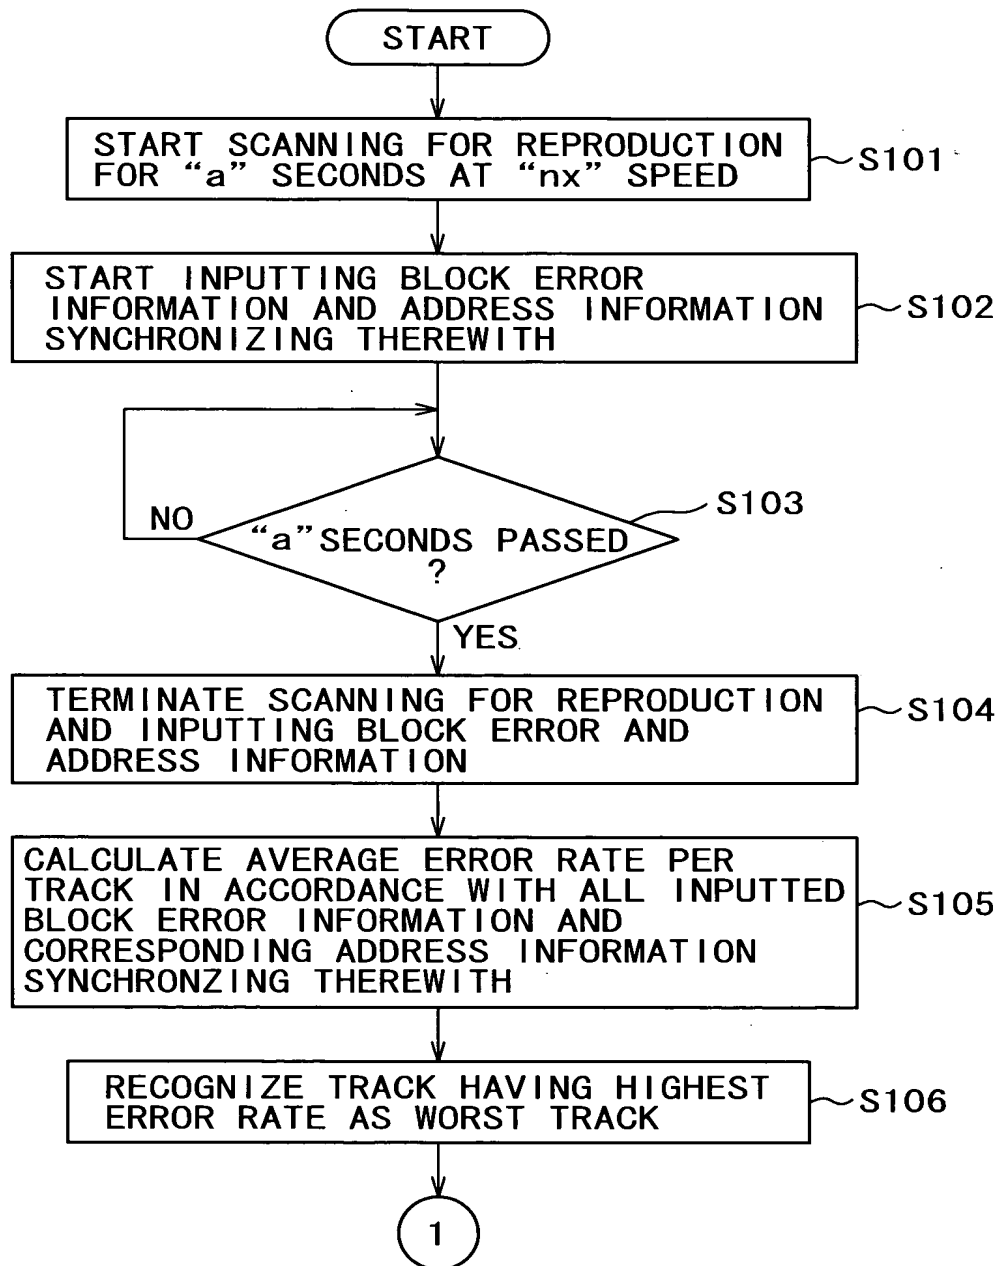 START
START SCANNING FOR REPRODUCTION
FOR “a” SECONDS AT “nx” SPEED
S101
START INPUTTING BLOCK ERROR
INFORMATION AND ADDRESS INFORMATION
SYNCHRONIZING THEREWITH
S102
S103
NO
“a” SECONDS PASSED
?
YES
TERMINATE SCANNING FOR REPRODUCTION
AND INPUTTING BLOCK ERROR AND
ADDRESS INFORMATION
S104
CALCULATE AVERAGE ERROR RATE PER
TRACK IN ACCORDANCE WITH ALL INPUTTED
BLOCK ERROR INFORMATION AND
CORRESPONDING ADDRESS INFORMATION
SYNCHRONZING THEREWITH
S105
RECOGNIZE TRACK HAVING HIGHEST
ERROR RATE AS WORST TRACK
S106
1